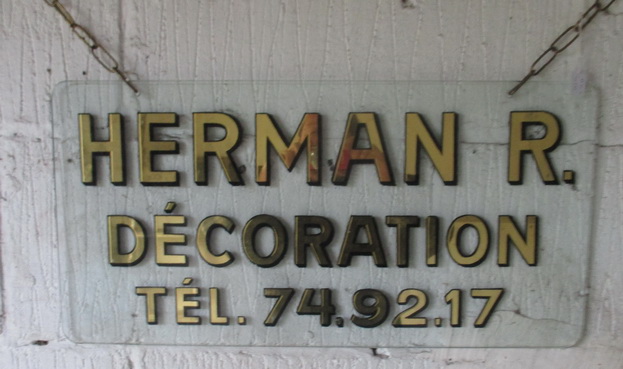 HERMAN R.
DÉCORATION
TÉL. 74.92.17